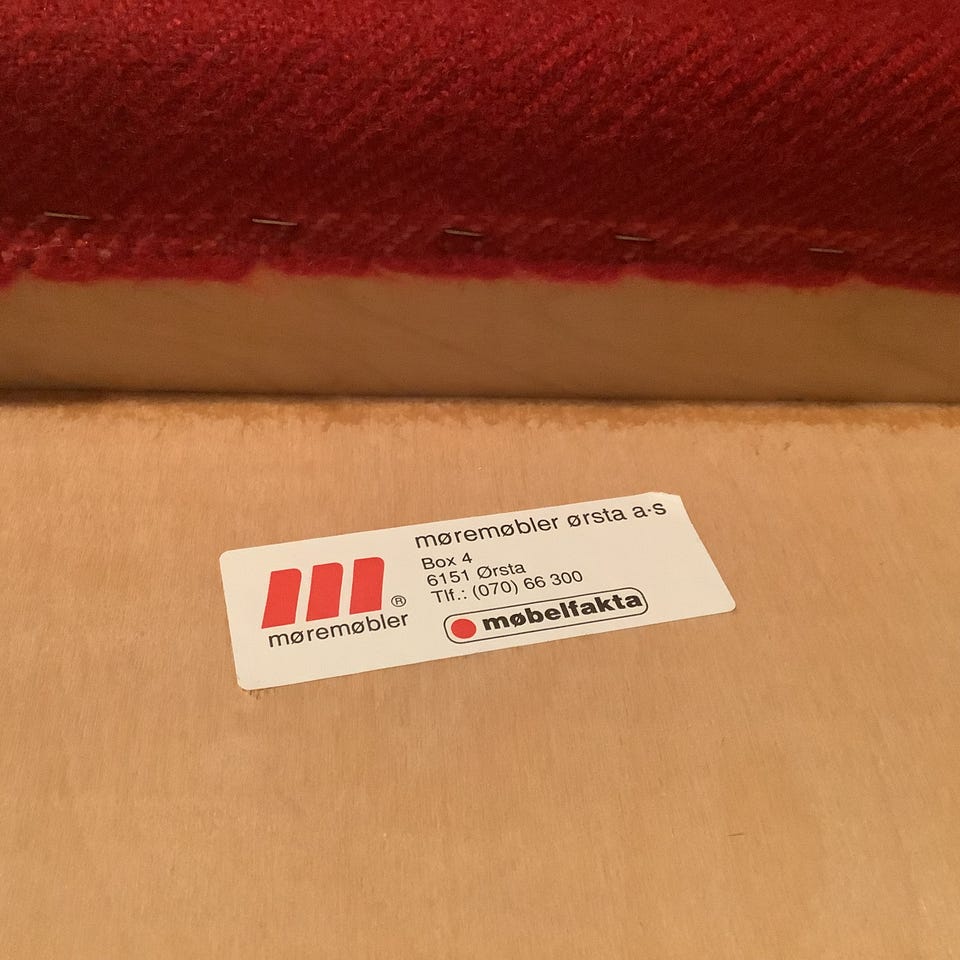 møremøbler ørsta a·s
Box 4
6151 Ørsta
Tlf.: (070) 66 300
møbelfakta
®
møremøbler